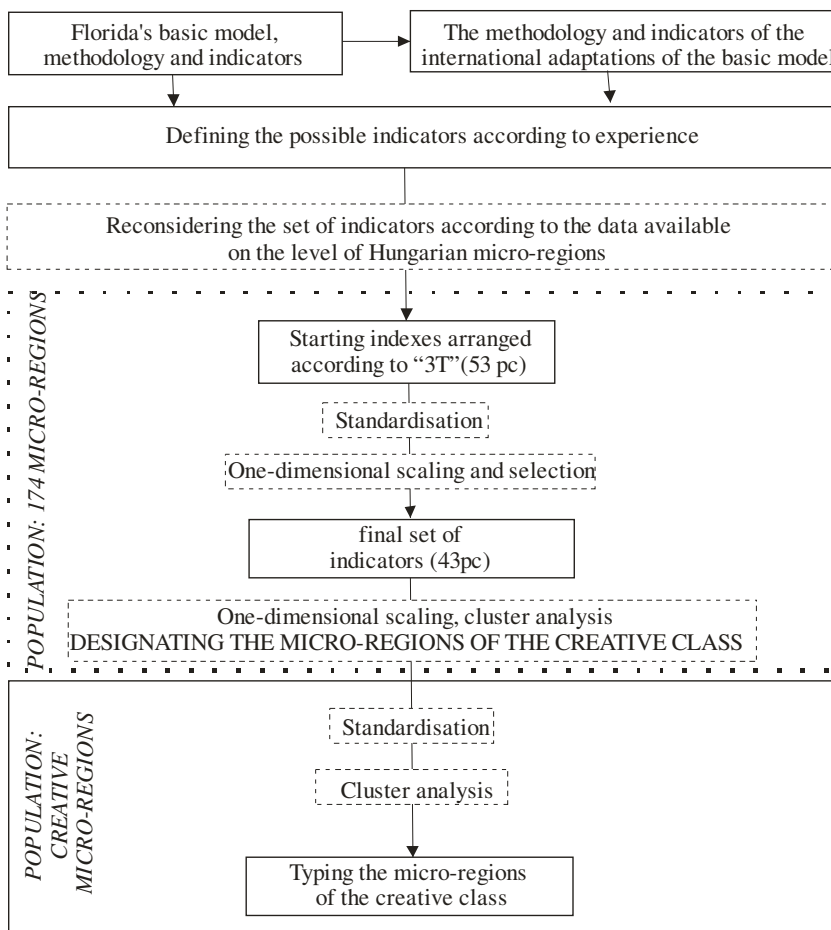 Florida's basic model,
methodology and indicators
The methodology and indicators of the
international adaptations of the basic model
Defining the possible indicators according to experience
Reconsidering the set of indicators according to the data available
on the level of Hungarian micro-regions
POPULATION: 174 MICRO-REGIONS
Starting indexes arranged
according to “3T”(53 pc)
Standardisation
One-dimensional scaling and selection
final set of
indicators (43pc)
One-dimensional scaling, cluster analysis
DESIGNATING THE MICRO-REGIONS OF THE CREATIVE CLASS
POPULATION:
CREATIVE
MICRO-REGIONS
Standardisation
Cluster analysis
Typing the micro-regions
of the creative class